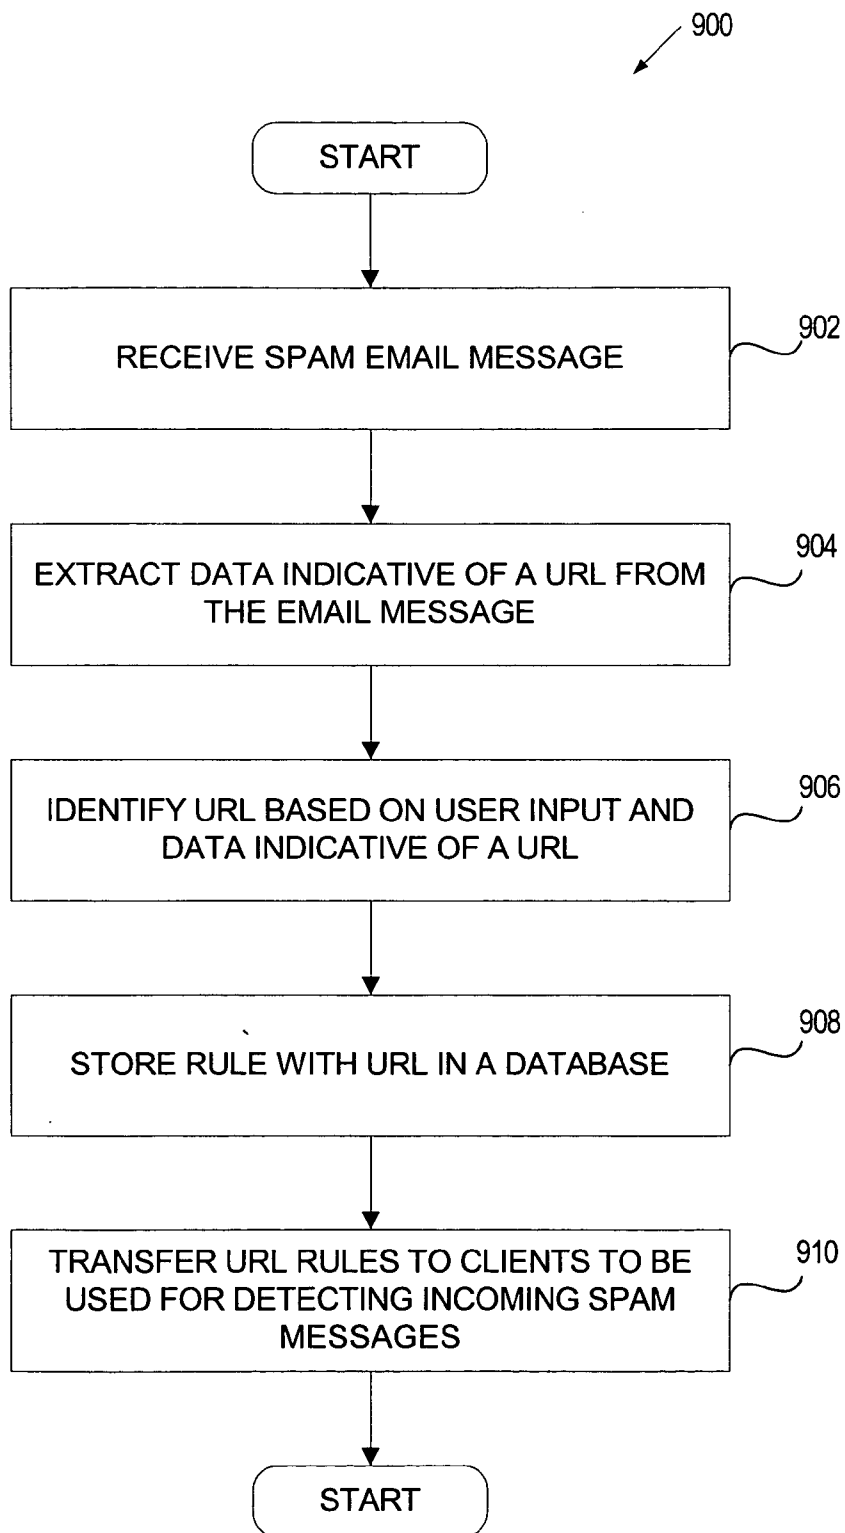 900
START
RECEIVE SPAM EMAIL MESSAGE
902
EXTRACT DATA INDICATIVE OF A URL FROM
THE EMAIL MESSAGE
904
IDENTIFY URL BASED ON USER INPUT AND
DATA INDICATIVE OF A URL
906
STORE RULE WITH URL IN A DATABASE
908
TRANSFER URL RULES TO CLIENTS TO BE
USED FOR DETECTING INCOMING SPAM
MESSAGES
910
START